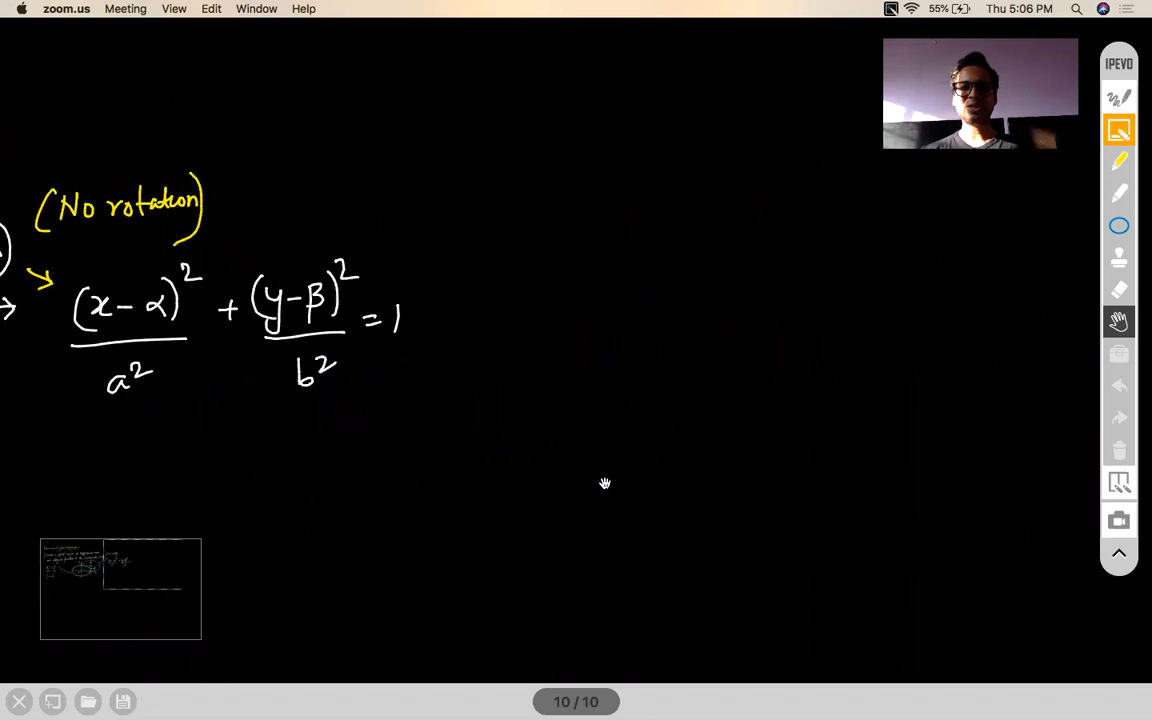 zoom.us Meeting View Edit Window Help 55% Thu 5:06 PM
IPEVO
(No rotation)
(x-α)² + (y-β)² = 1
a² b²
10 / 10